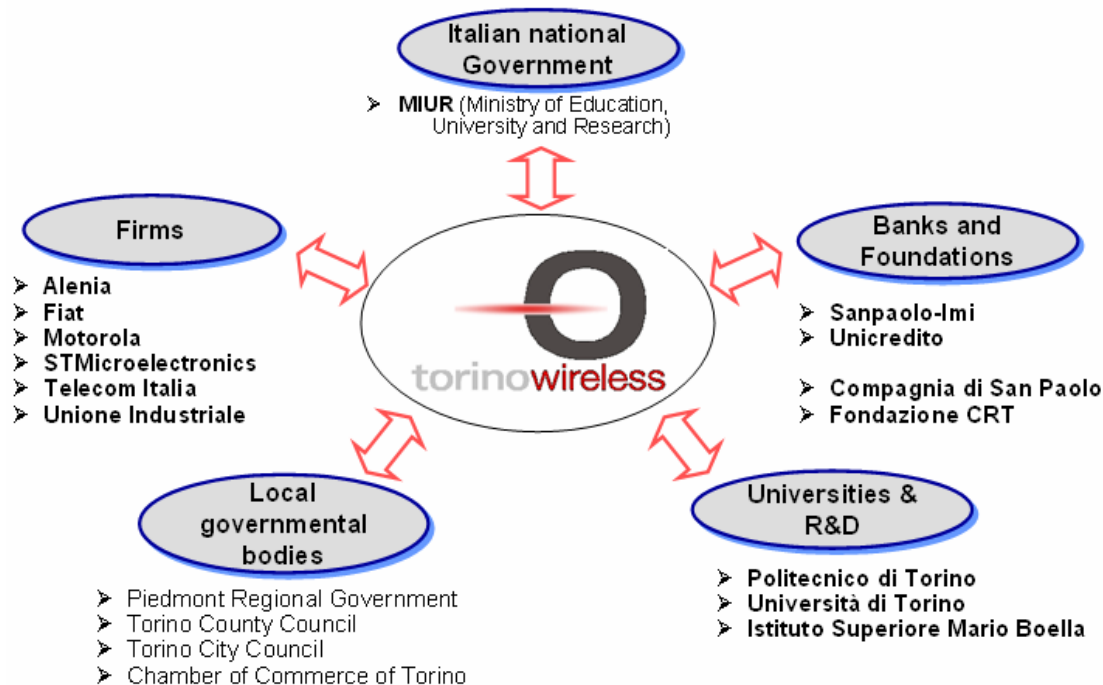 Italian national
Government
➢ MIUR (Ministry of Education,
University and Research)
Firms
➢ Alenia
➢ Fiat
➢ Motorola
➢ STMicroelectronics
➢ Telecom Italia
➢ Unione Industriale
torinowireless
Banks and
Foundations
➢ Sanpaolo-Imi
➢ Unicredito
➢ Compagnia di San Paolo
➢ Fondazione CRT
Local
governmental
bodies
➢ Piedmont Regional Government
➢ Torino County Council
➢ Torino City Council
➢ Chamber of Commerce of Torino
Universities &
R&D
➢ Politecnico di Torino
➢ Università di Torino
➢ Istituto Superiore Mario Boella